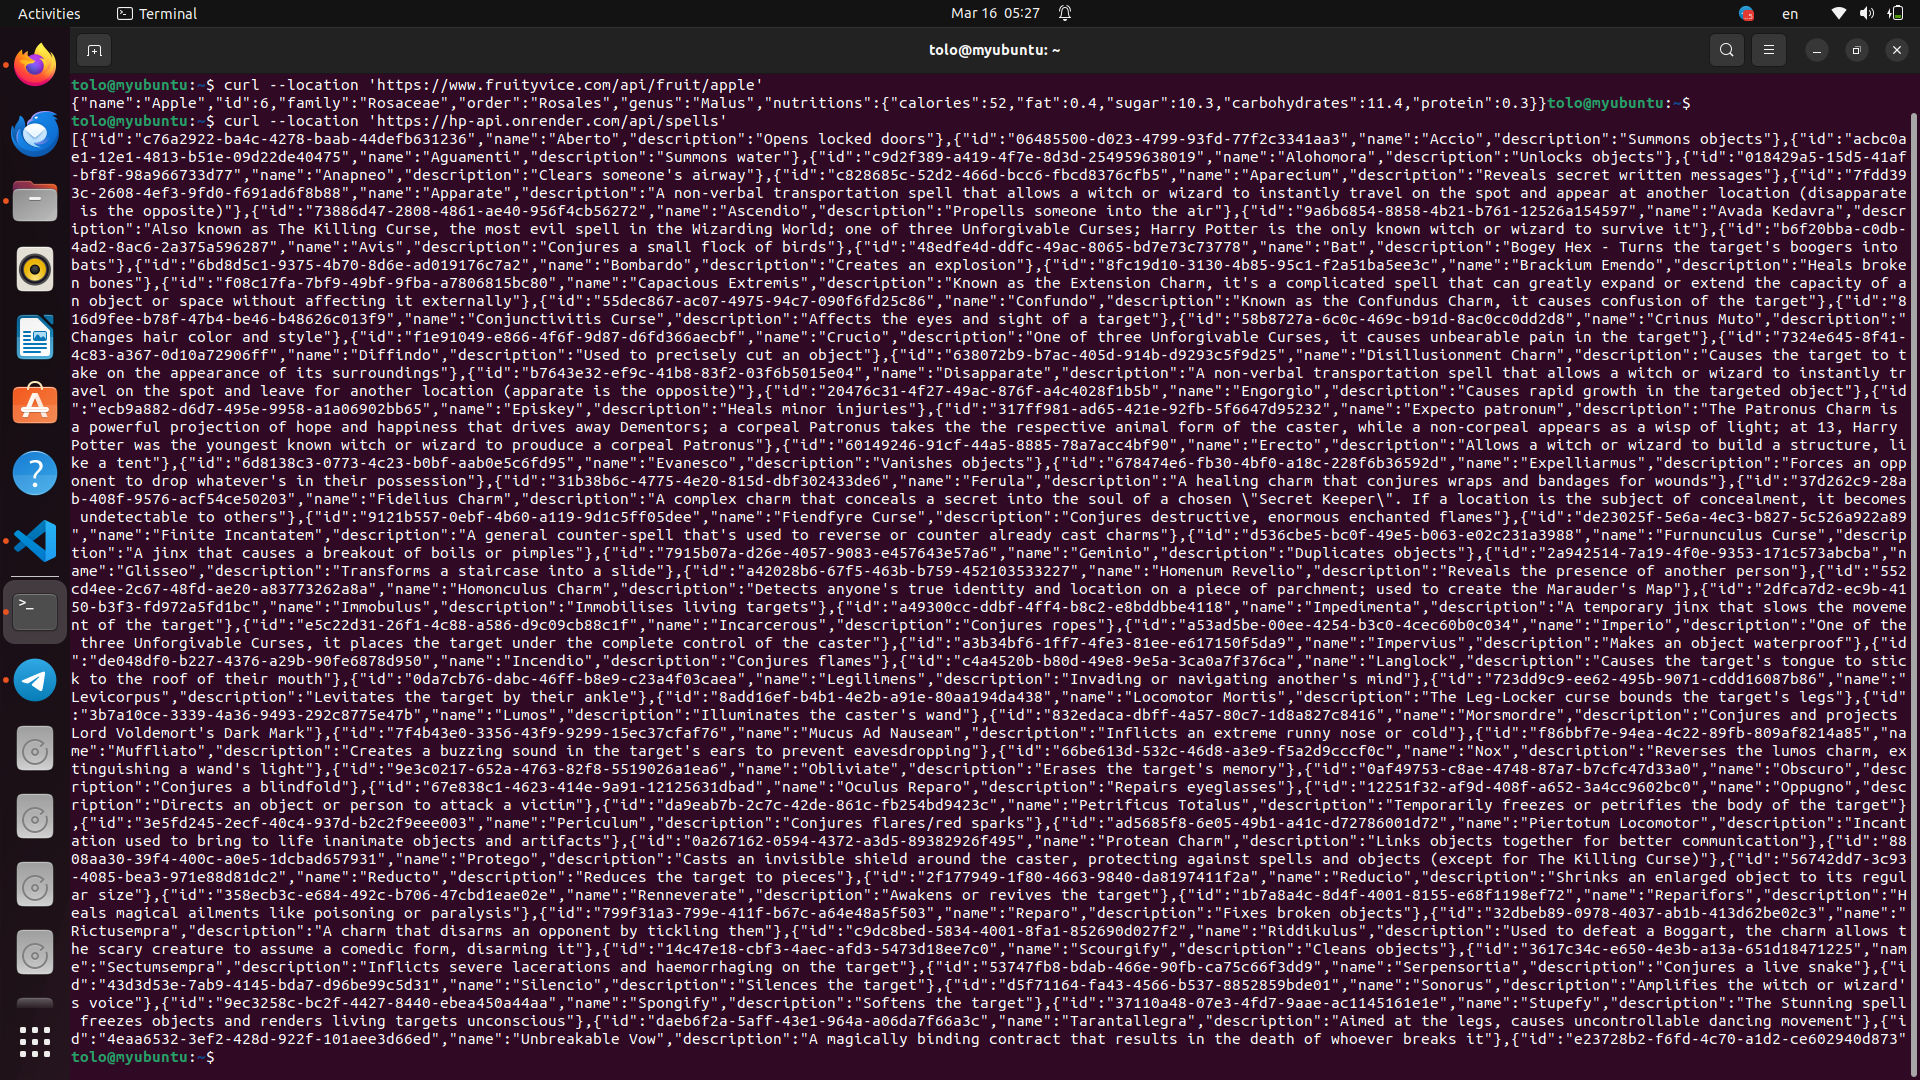 Activities
Terminal
Mar 16 05:27
en
tolo@myubuntu: ~
tolo@myubuntu:~$ curl --location 'https://www.fruityvice.com/api/fruit/apple'
{"name":"Apple","id":6,"family":"Rosaceae","order":"Rosales","genus":"Malus","nutritions":{"calories":52,"fat":0.4,"sugar":10.3,"carbohydrates":11.4,"protein":0.3}}tolo@myubuntu:~$
tolo@myubuntu:~$ curl --location 'https://hp-api.onrender.com/api/spells'
[{"id":"c76a2922-ba4c-4278-baab-44defb631236","name":"Aberto","description":"Opens locked doors"},{"id":"06485500-d023-4799-93fd-77f2c3341aa3","name":"Accio","description":"Summons objects"},{"id":"acbc0a
e1-12e1-4813-b51e-09d22de40475","name":"Aguamenti","description":"Summons water"},{"id":"c9d2f389-a419-4f7e-8d3d-254959638019","name":"Alohomora","description":"Unlocks objects"},{"id":"018429a5-15d5-41af
-bf8f-98a966733d77","name":"Anapneo","description":"Clears someone's airway"},{"id":"c828685c-52d2-466d-bcc6-fbcd8376cfb5","name":"Aparecium","description":"Reveals secret written messages"},{"id":"7fdd39
3c-2608-4ef3-9fd0-f691ad6f8b88","name":"Apparate","description":"A non-verbal transportation spell that allows a witch or wizard to instantly travel on the spot and appear at another location (disapparate
 is the opposite)"},{"id":"73886d47-2808-4861-ae40-956f4cb56272","name":"Ascendio","description":"Propells someone into the air"},{"id":"9a6b6854-8858-4b21-b761-12526a154597","name":"Avada Kedavra","descr
iption":"Also known as The Killing Curse, the most evil spell in the Wizarding World; one of three Unforgivable Curses; Harry Potter is the only known witch or wizard to survive it"},{"id":"b6f20bba-c0db-
4ad2-8ac6-2a375a596287","name":"Avis","description":"Conjures a small flock of birds"},{"id":"48edfe4d-ddfc-49ac-8065-bd7e73c73778","name":"Bat","description":"Bogey Hex - Turns the target's boogers into
bats"},{"id":"6bd8d5c1-9375-4b70-8d6e-ad019176c7a2","name":"Bombardo","description":"Creates an explosion"},{"id":"8fc19d10-3130-4b85-95c1-f2a51ba5ee3c","name":"Brackium Emendo","description":"Heals broke
n bones"},{"id":"f08c17fa-7bf9-49bf-9fba-a7806815bc80","name":"Capacious Extremis","description":"Known as the Extension Charm, it's a complicated spell that can greatly expand or extend the capacity of a
n object or space without affecting it externally"},{"id":"55dec867-ac07-4975-94c7-090f6fd25c86","name":"Confundo","description":"Known as the Confundus Charm, it causes confusion of the target"},{"id":"8
16d9fee-b78f-47b4-be46-b48626c013f9","name":"Conjunctivitis Curse","description":"Affects the eyes and sight of a target"},{"id":"58b8727a-6c0c-469c-b91d-8ac0cc0dd2d8","name":"Crinus Muto","description":"
Changes hair color and style"},{"id":"f1e91049-e866-4f6f-9d87-d6fd366aecbf","name":"Crucio","description":"One of three Unforgivable Curses, it causes unbearable pain in the target"},{"id":"7324e645-8f41-
4c83-a367-0d10a72906ff","name":"Diffindo","description":"Used to precisely cut an object"},{"id":"638072b9-b7ac-405d-914b-d9293c5f9d25","name":"Disillusionment Charm","description":"Causes the target to t
ake on the appearance of its surroundings"},{"id":"b7643e32-ef9c-41b8-83f2-03f6b5015e04","name":"Disapparate","description":"A non-verbal transportation spell that allows a witch or wizard to instantly tr
avel on the spot and leave for another location (apparate is the opposite)"},{"id":"20476c31-4f27-49ac-876f-a4c4028f1b5b","name":"Engorgio","description":"Causes rapid growth in the targeted object"},{"id
":"ecb9a882-d6d7-495e-9958-a1a06902bb65","name":"Episkey","description":"Heals minor injuries"},{"id":"317ff981-ad65-421e-92fb-5f6647d95232","name":"Expecto patronum","description":"The Patronus Charm is
a powerful projection of hope and happiness that drives away Dementors; a corpeal Patronus takes the the respective animal form of the caster, while a non-corpeal appears as a wisp of light; at 13, Harry
Potter was the youngest known witch or wizard to prouduce a corpeal Patronus"},{"id":"60149246-91cf-44a5-8885-78a7acc4bf90","name":"Erecto","description":"Allows a witch or wizard to build a structure, li
ke a tent"},{"id":"6d8138c3-0773-4c23-b0bf-aab0e5c6fd95","name":"Evanesco","description":"Vanishes objects"},{"id":"678474e6-fb30-4bf0-a18c-228f6b36592d","name":"Expelliarmus","description":"Forces an opp
onent to drop whatever's in their possession"},{"id":"31b38b6c-4775-4e20-815d-dbf302433de6","name":"Ferula","description":"A healing charm that conjures wraps and bandages for wounds"},{"id":"37d262c9-28a
b-408f-9576-acf54ce50203","name":"Fidelius Charm","description":"A complex charm that conceals a secret into the soul of a chosen \"Secret Keeper\". If a location is the subject of concealment, it becomes
 undetectable to others"},{"id":"9121b557-0ebf-4b60-a119-9d1c5ff05dee","name":"Fiendfyre Curse","description":"Conjures destructive, enormous enchanted flames"},{"id":"de23025f-5e6a-4ec3-b827-5c526a922a89
","name":"Finite Incantatem","description":"A general counter-spell that's used to reverse or counter already cast charms"},{"id":"d536cbe5-bc0f-49e5-b063-e02c231a3988","name":"Furnunculus Curse","descrip
tion":"A jinx that causes a breakout of boils or pimples"},{"id":"7915b07a-d26e-4057-9083-e457643e57a6","name":"Geminio","description":"Duplicates objects"},{"id":"2a942514-7a19-4f0e-9353-171c573abcba","n
ame":"Glisseo","description":"Transforms a staircase into a slide"},{"id":"a42028b6-67f5-463b-b759-452103533227","name":"Homenum Revelio","description":"Reveals the presence of another person"},{"id":"552
cd4ee-2c67-48fd-ae20-a83773262a8a","name":"Homonculus Charm","description":"Detects anyone's true identity and location on a piece of parchment; used to create the Marauder's Map"},{"id":"2dfca7d2-ec9b-41
50-b3f3-fd972a5fd1bc","name":"Immobulus","description":"Immobilises living targets"},{"id":"a49300cc-ddbf-4ff4-b8c2-e8bddbbe4118","name":"Impedimenta","description":"A temporary jinx that slows the moveme
nt of the target"},{"id":"e5c22d31-26f1-4c88-a586-d9c09cb88c1f","name":"Incarcerous","description":"Conjures ropes"},{"id":"a53ad5be-00ee-4254-b3c0-4cec60b0c034","name":"Imperio","description":"One of the
 three Unforgivable Curses, it places the target under the complete control of the caster"},{"id":"a3b34bf6-1ff7-4fe3-81ee-e617150f5da9","name":"Impervius","description":"Makes an object waterproof"},{"id
":"de048df0-b227-4376-a29b-90fe6878d950","name":"Incendio","description":"Conjures flames"},{"id":"c4a4520b-b80d-49e8-9e5a-3ca0a7f376ca","name":"Langlock","description":"Causes the target's tongue to stic
k to the roof of their mouth"},{"id":"0da7cb76-dabc-46ff-b8e9-c23a4f03caea","name":"Legilimens","description":"Invading or navigating another's mind"},{"id":"723dd9c9-ee62-495b-9071-cddd16087b86","name":"
Levicorpus","description":"Levitates the target by their ankle"},{"id":"8add16ef-b4b1-4e2b-a91e-80aa194da438","name":"Locomotor Mortis","description":"The Leg-Locker curse bounds the target's legs"},{"id"
:"3b7a10ce-3339-4a36-9493-292c8775e47b","name":"Lumos","description":"Illuminates the caster's wand"},{"id":"832edaca-dbff-4a57-80c7-1d8a827c8416","name":"Morsmordre","description":"Conjures and projects
Lord Voldemort's Dark Mark"},{"id":"7f4b43e0-3356-43f9-9299-15ec37cfaf76","name":"Mucus Ad Nauseam","description":"Inflicts an extreme runny nose or cold"},{"id":"f86bbf7e-94ea-4c22-89fb-809af8214a85","na
me":"Muffliato","description":"Creates a buzzing sound in the target's ears to prevent eavesdropping"},{"id":"66be613d-532c-46d8-a3e9-f5a2d9cccf0c","name":"Nox","description":"Reverses the lumos charm, ex
tinguishing a wand's light"},{"id":"9e3c0217-652a-4763-82f8-5519026a1ea6","name":"Obliviate","description":"Erases the target's memory"},{"id":"0af49753-c8ae-4748-87a7-b7cfc47d33a0","name":"Obscuro","desc
ription":"Conjures a blindfold"},{"id":"67e838c1-4623-414e-9a91-12125631dbad","name":"Oculus Reparo","description":"Repairs eyeglasses"},{"id":"12251f32-af9d-408f-a652-3a4cc9602bc0","name":"Oppugno","desc
ription":"Directs an object or person to attack a victim"},{"id":"da9eab7b-2c7c-42de-861c-fb254bd9423c","name":"Petrificus Totalus","description":"Temporarily freezes or petrifies the body of the target"}
,{"id":"3e5fd245-2ecf-40c4-937d-b2c2f9eee003","name":"Periculum","description":"Conjures flares/red sparks"},{"id":"ad5685f8-6e05-49b1-a41c-d72786001d72","name":"Piertotum Locomotor","description":"Incant
ation used to bring to life inanimate objects and artifacts"},{"id":"0a267162-0594-4372-a3d5-89382926f495","name":"Protean Charm","description":"Links objects together for better communication"},{"id":"88
08aa30-39f4-400c-a0e5-1dcbad657931","name":"Protego","description":"Casts an invisible shield around the caster, protecting against spells and objects (except for The Killing Curse)"},{"id":"56742dd7-3c93
-4085-bea3-971e88d81dc2","name":"Reducto","description":"Reduces the target to pieces"},{"id":"2f177949-1f80-4663-9840-da8197411f2a","name":"Reducio","description":"Shrinks an enlarged object to its regul
ar size"},{"id":"358ecb3c-e684-492c-b706-47cbd1eae02e","name":"Renneverate","description":"Awakens or revives the target"},{"id":"1b7a8a4c-8d4f-4001-8155-e68f1198ef72","name":"Reparifors","description":"H
eals magical ailments like poisoning or paralysis"},{"id":"799f31a3-799e-411f-b67c-a64e48a5f503","name":"Reparo","description":"Fixes broken objects"},{"id":"32dbeb89-0978-4037-ab1b-413d62be02c3","name":"
Rictusempra","description":"A charm that disarms an opponent by tickling them"},{"id":"c9dc8bed-5834-4001-8fa1-852690d027f2","name":"Riddikulus","description":"Used to defeat a Boggart, the charm allows t
he scary creature to assume a comedic form, disarming it"},{"id":"14c47e18-cbf3-4aec-afd3-5473d18ee7c0","name":"Scourgify","description":"Cleans objects"},{"id":"3617c34c-e650-4e3b-a13a-651d18471225","nam
e":"Sectumsempra","description":"Inflicts severe lacerations and haemorrhaging on the target"},{"id":"53747fb8-bdab-466e-90fb-ca75c66f3dd9","name":"Serpensortia","description":"Conjures a live snake"},{"i
d":"43d3d53e-7ab9-4145-bda7-d96be99c5d31","name":"Silencio","description":"Silences the target"},{"id":"d5f71164-fa43-4566-b537-8852859bde01","name":"Sonorus","description":"Amplifies the witch or wizard'
s voice"},{"id":"9ec3258c-bc2f-4427-8440-ebea450a44aa","name":"Spongify","description":"Softens the target"},{"id":"37110a48-07e3-4fd7-9aae-ac1145161e1e","name":"Stupefy","description":"The Stunning spell
 freezes objects and renders living targets unconscious"},{"id":"daeb6f2a-5aff-43e1-964a-a06da7f66a3c","name":"Tarantallegra","description":"Aimed at the legs, causes uncontrollable dancing movement"},{"i
d":"4eaa6532-3ef2-428d-922f-101aee3d66ed","name":"Unbreakable Vow","description":"A magically binding contract that results in the death of whoever breaks it"},{"id":"e23728b2-f6fd-4c70-a1d2-ce602940d873"
tolo@myubuntu:~$